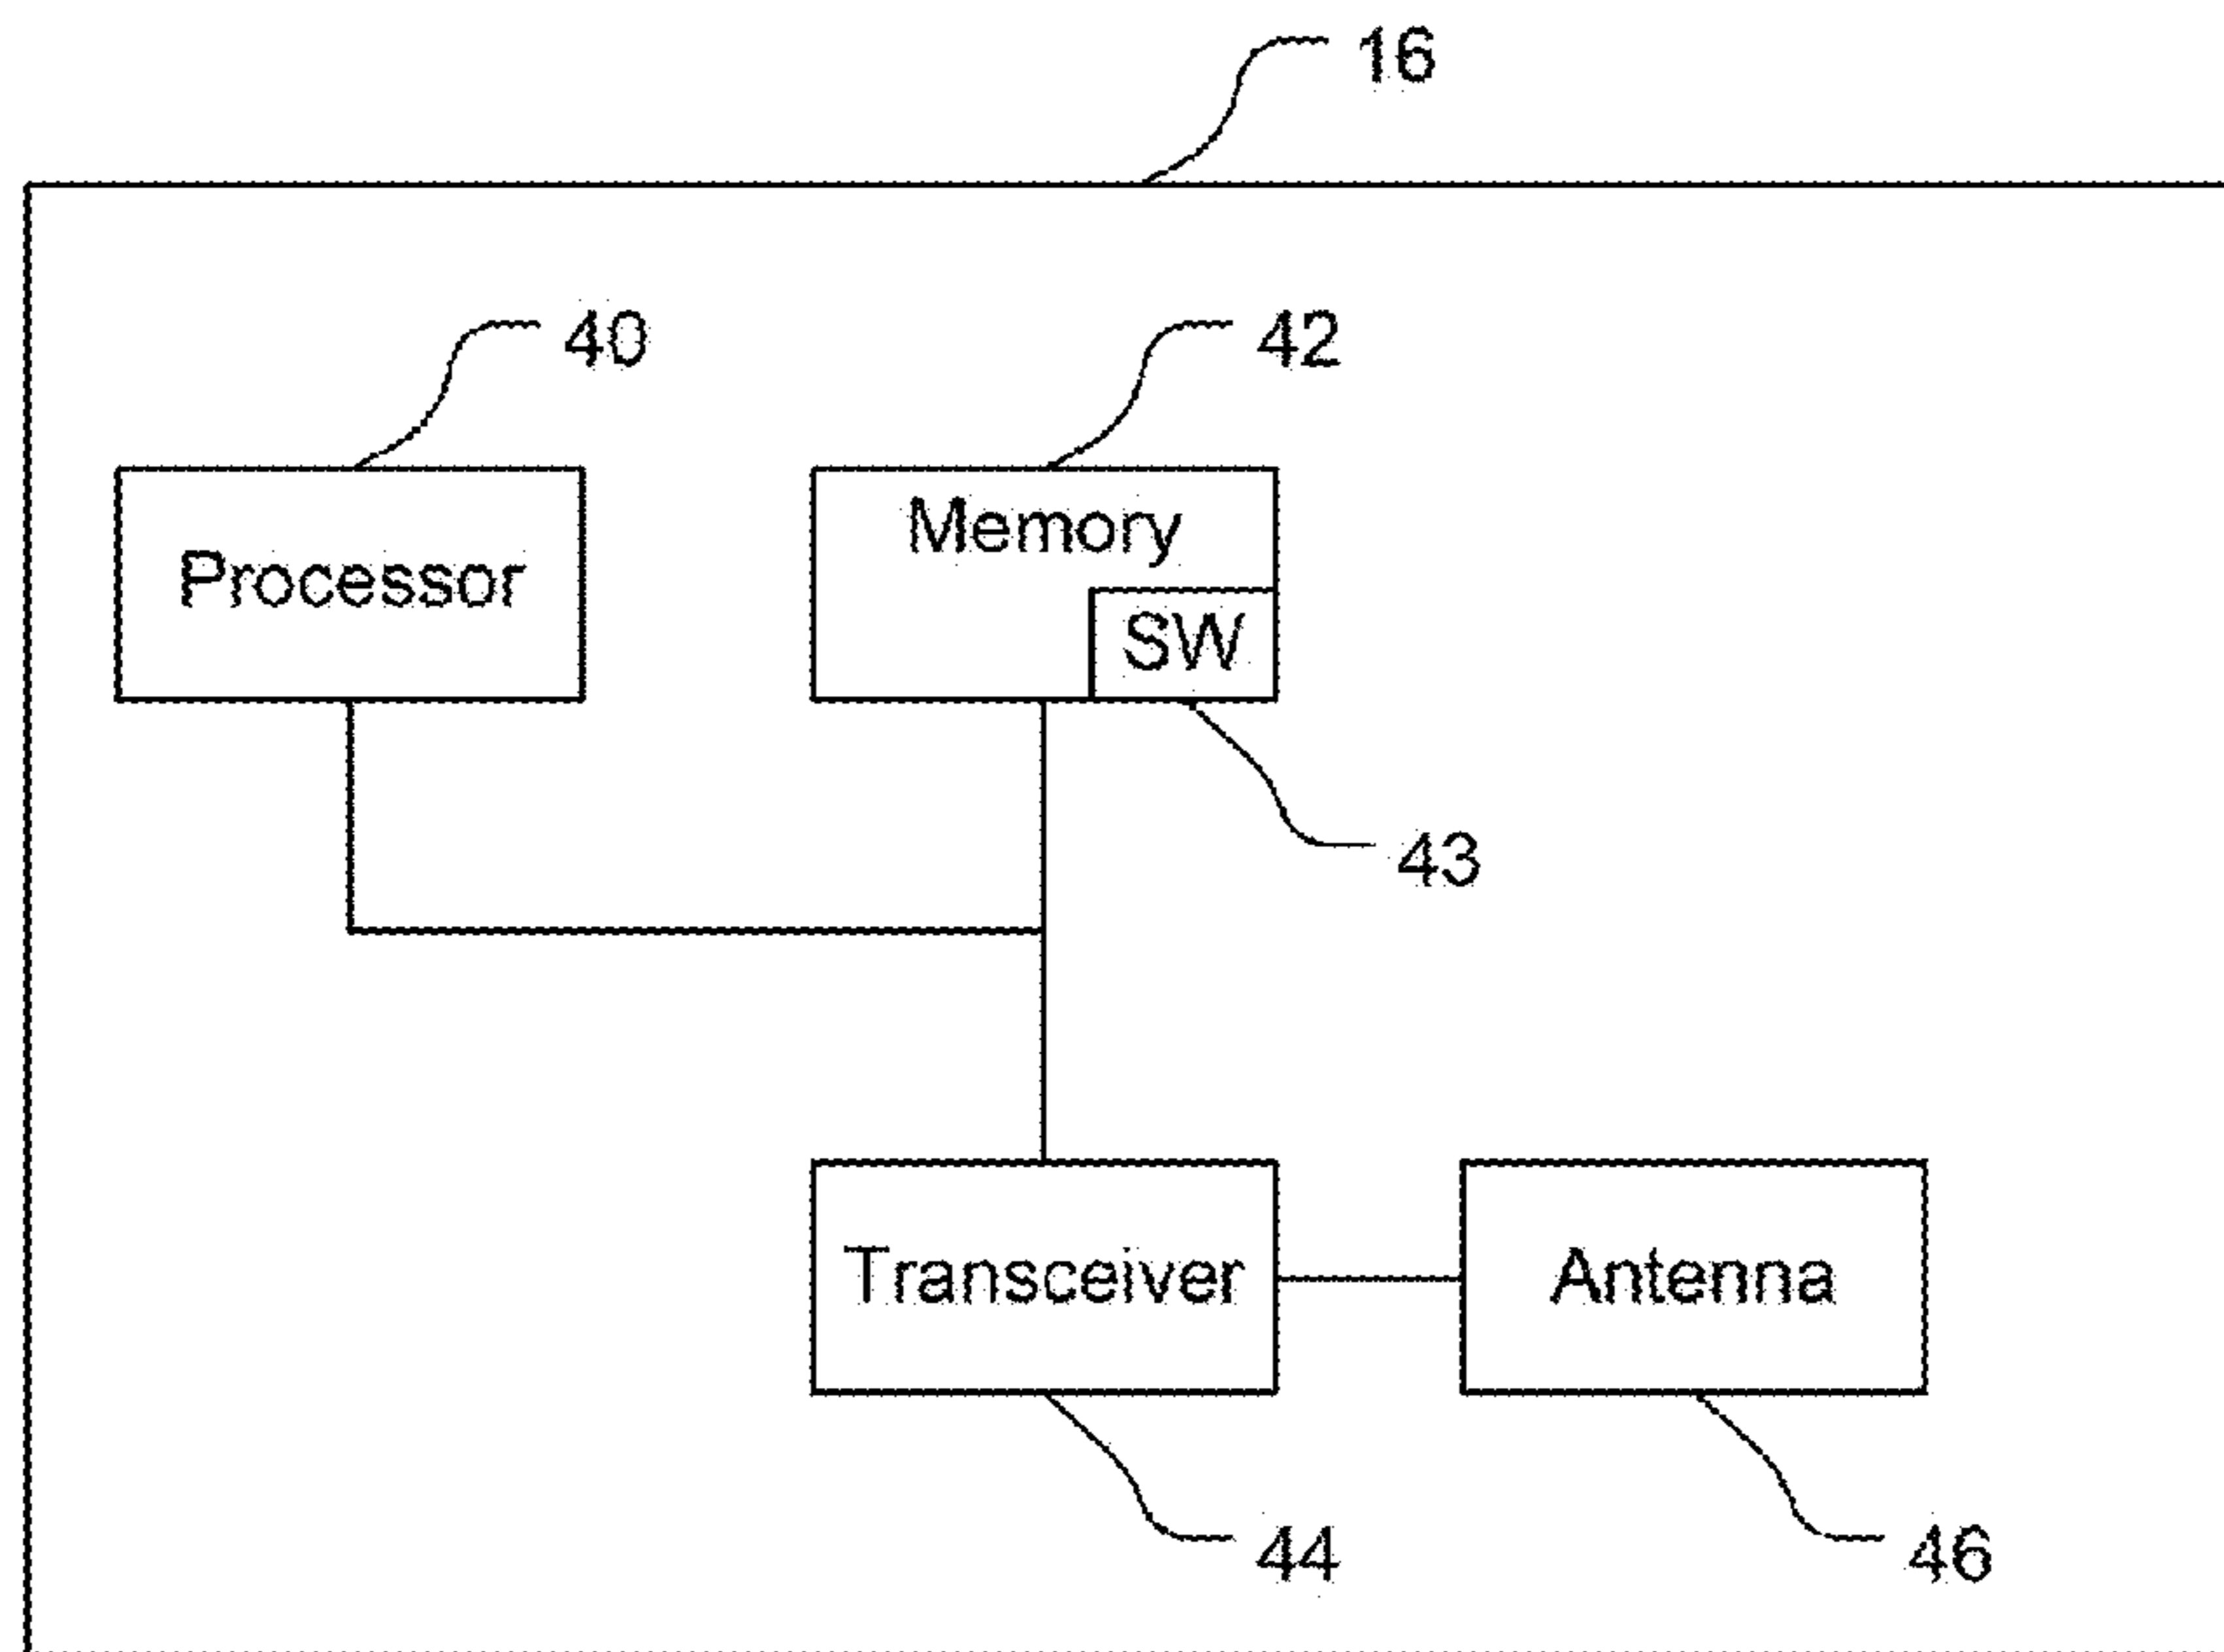 16
40
42
Processor
Memory
SW
43
Transceiver
Antenna
44
46